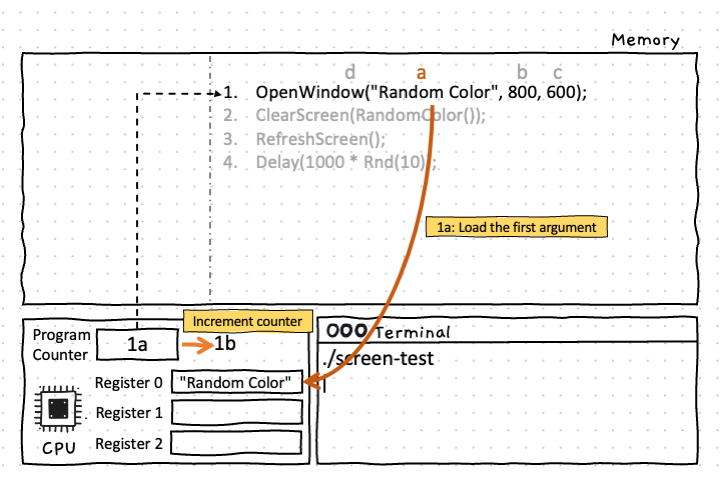 Memory
d a b c
1. OpenWindow("Random Color", 800, 600);
2. ClearScreen(RandomColor());
3. RefreshScreen();
4. Delay(1000 * Rnd(10));
1a: Load the first argument
Increment counter
Program
Counter
1a
1b
Register 0
"Random Color"
Register 1
Register 2
CPU
OOO Terminal
./screen-test